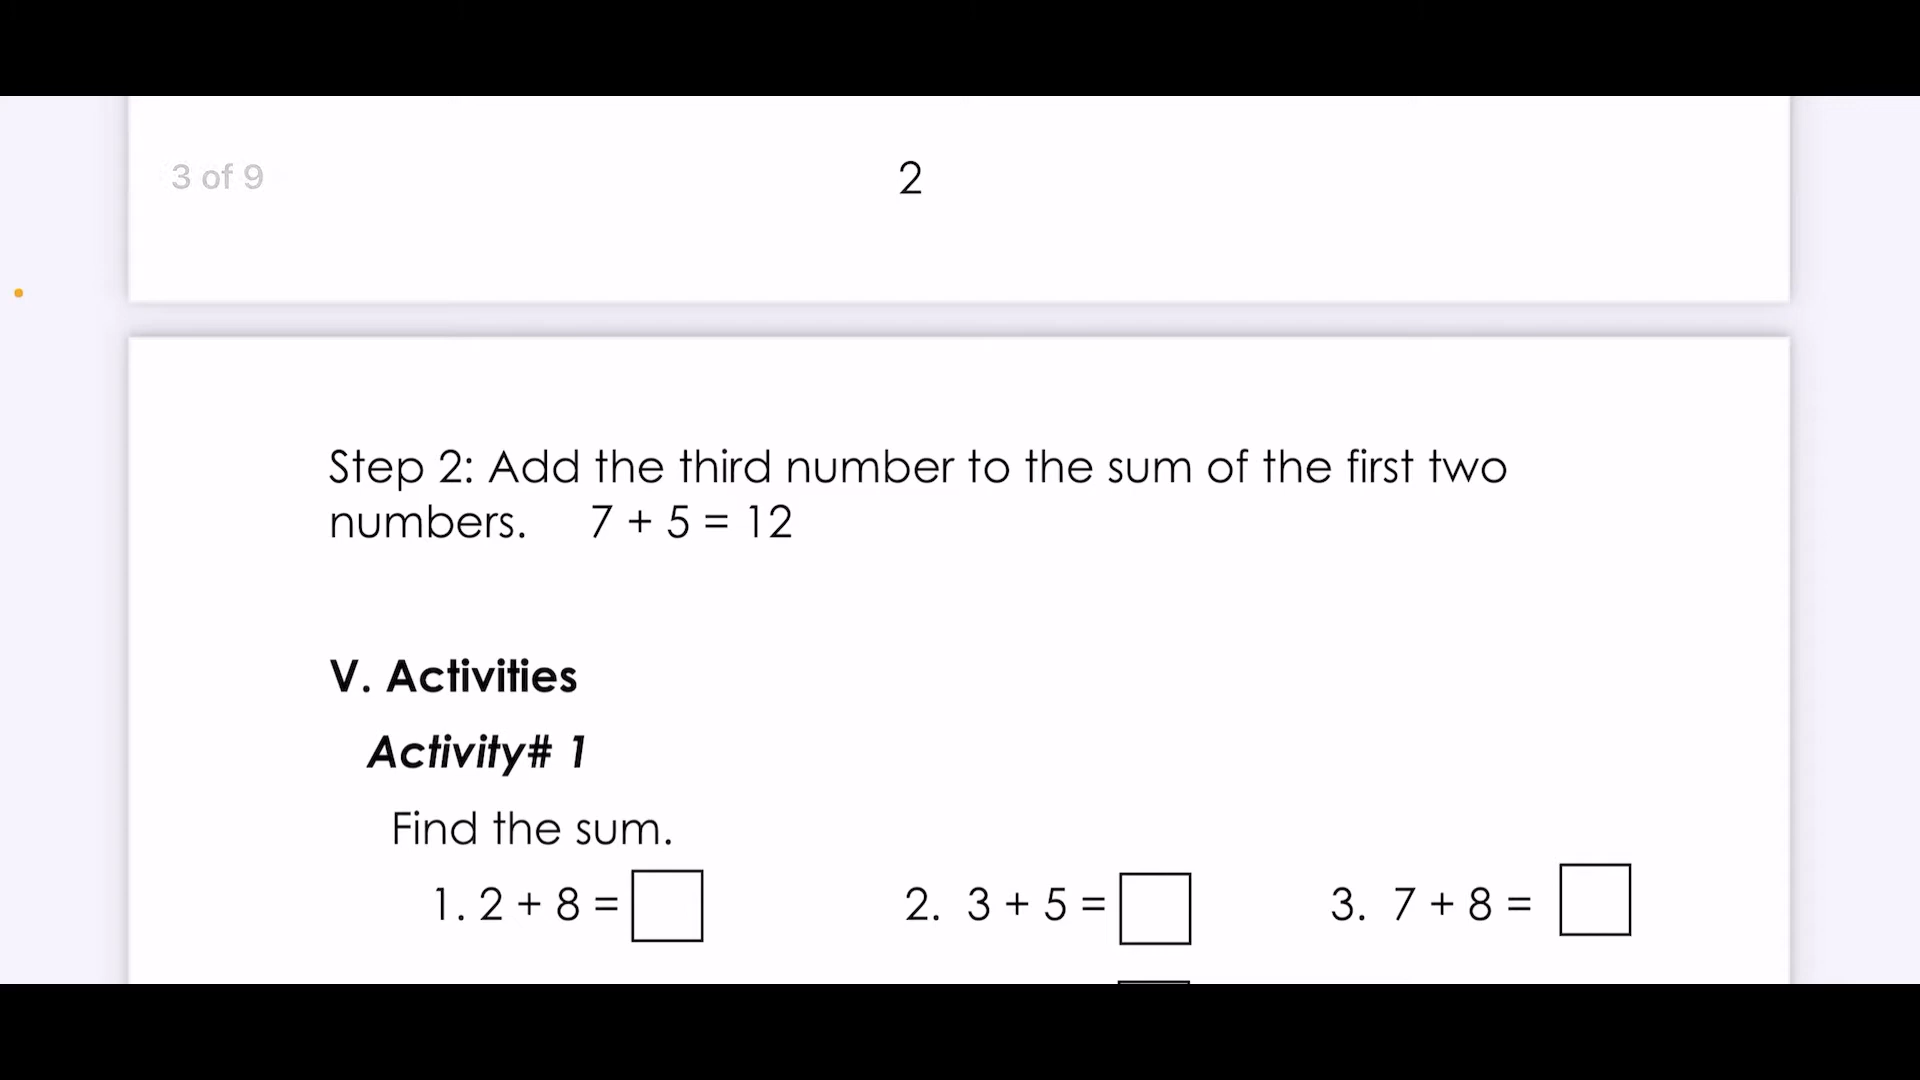 3 of 9
2
Step 2: Add the third number to the sum of the first two
numbers. 7 + 5 = 12
V. Activities
Activity# 1
Find the sum.
1. 2 + 8 =
2. 3 + 5 =
3. 7 + 8 =